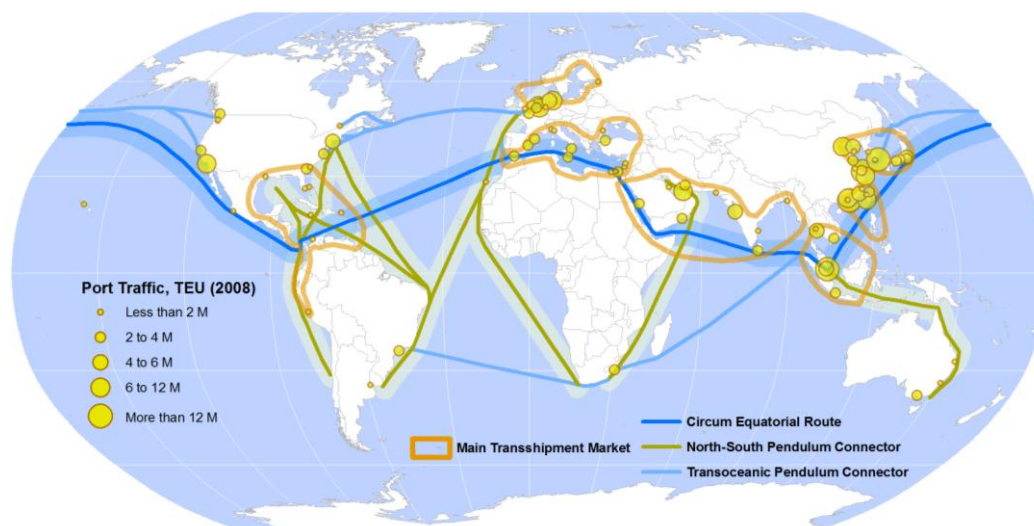 Port Traffic, TEU (2008)
Less than 2 M
2 to 4 M
4 to 6 M
6 to 12 M
More than 12 M
Main Transshipment Market
Circum Equatorial Route
North-South Pendulum Connector
Transoceanic Pendulum Connector